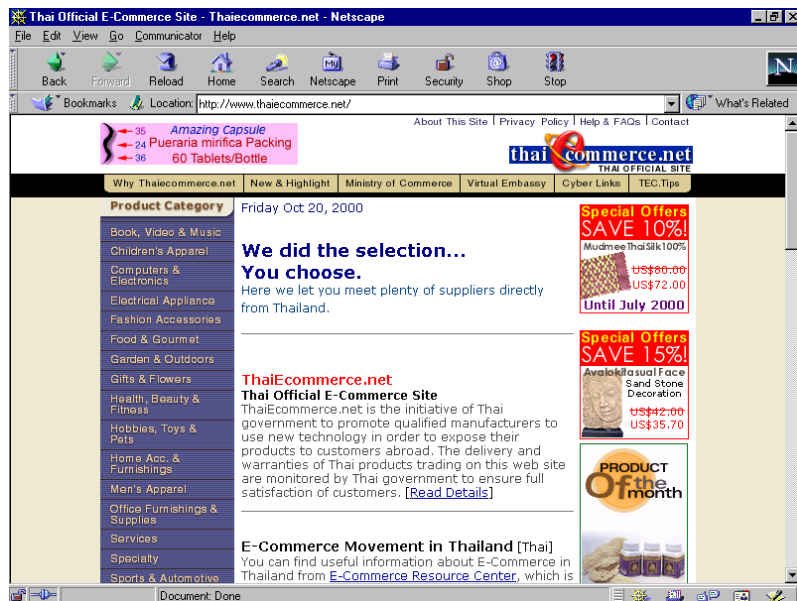 Thai Official E-Commerce Site - Thaiecommerce.net - Netscape
File Edit View Go Communicator Help
Back Forward Reload Home Search Netscape Print Security Shop Stop
N
Bookmarks Location: http://www.thaiecommerce.net/ What's Related
About This Site | Privacy Policy | Help & FAQs | Contact
35 Amazing Capsule
24 Pueraria mirifica Packing
36 60 Tablets/Bottle
thai ecommerce.net
THAI OFFICIAL SITE
Why Thaiecommerce.net New & Highlight Ministry of Commerce Virtual Embassy Cyber Links TEC.Tips
Product Category
Book, Video & Music
Children's Apparel
Computers &
Electronics
Electrical Appliance
Fashion Accessories
Food & Gourmet
Garden & Outdoors
Gifts & Flowers
Health, Beauty &
Fitness
Hobbies, Toys &
Pets
Home Acc. &
Furnishings
Men's Apparel
Office Furnishings &
Supplies
Services
Specialty
Sports & Automotive
Friday Oct 20, 2000
We did the selection...
You choose.
Here we let you meet plenty of suppliers directly
from Thailand.
ThaiEcommerce.net
Thai Official E-Commerce Site
ThaiEcommerce.net is the initiative of Thai
government to promote qualified manufacturers to
use new technology in order to expose their
products to customers abroad. The delivery and
warranties of Thai products trading on this web site
are monitored by Thai government to ensure full
satisfaction of customers. [Read Details]
E-Commerce Movement in Thailand [Thai]
You can find useful information about E-Commerce in
Thailand from E-Commerce Resource Center, which is
Special Offers
SAVE 10%!
Mudmee Thai Silk 100%
US$80.00
US$72.00
Until July 2000
Special Offers
SAVE 15%!
Avalokitasual Face
Sand Stone
Decoration
US$42.00
US$35.70
PRODUCT
Of the
month
Document: Done